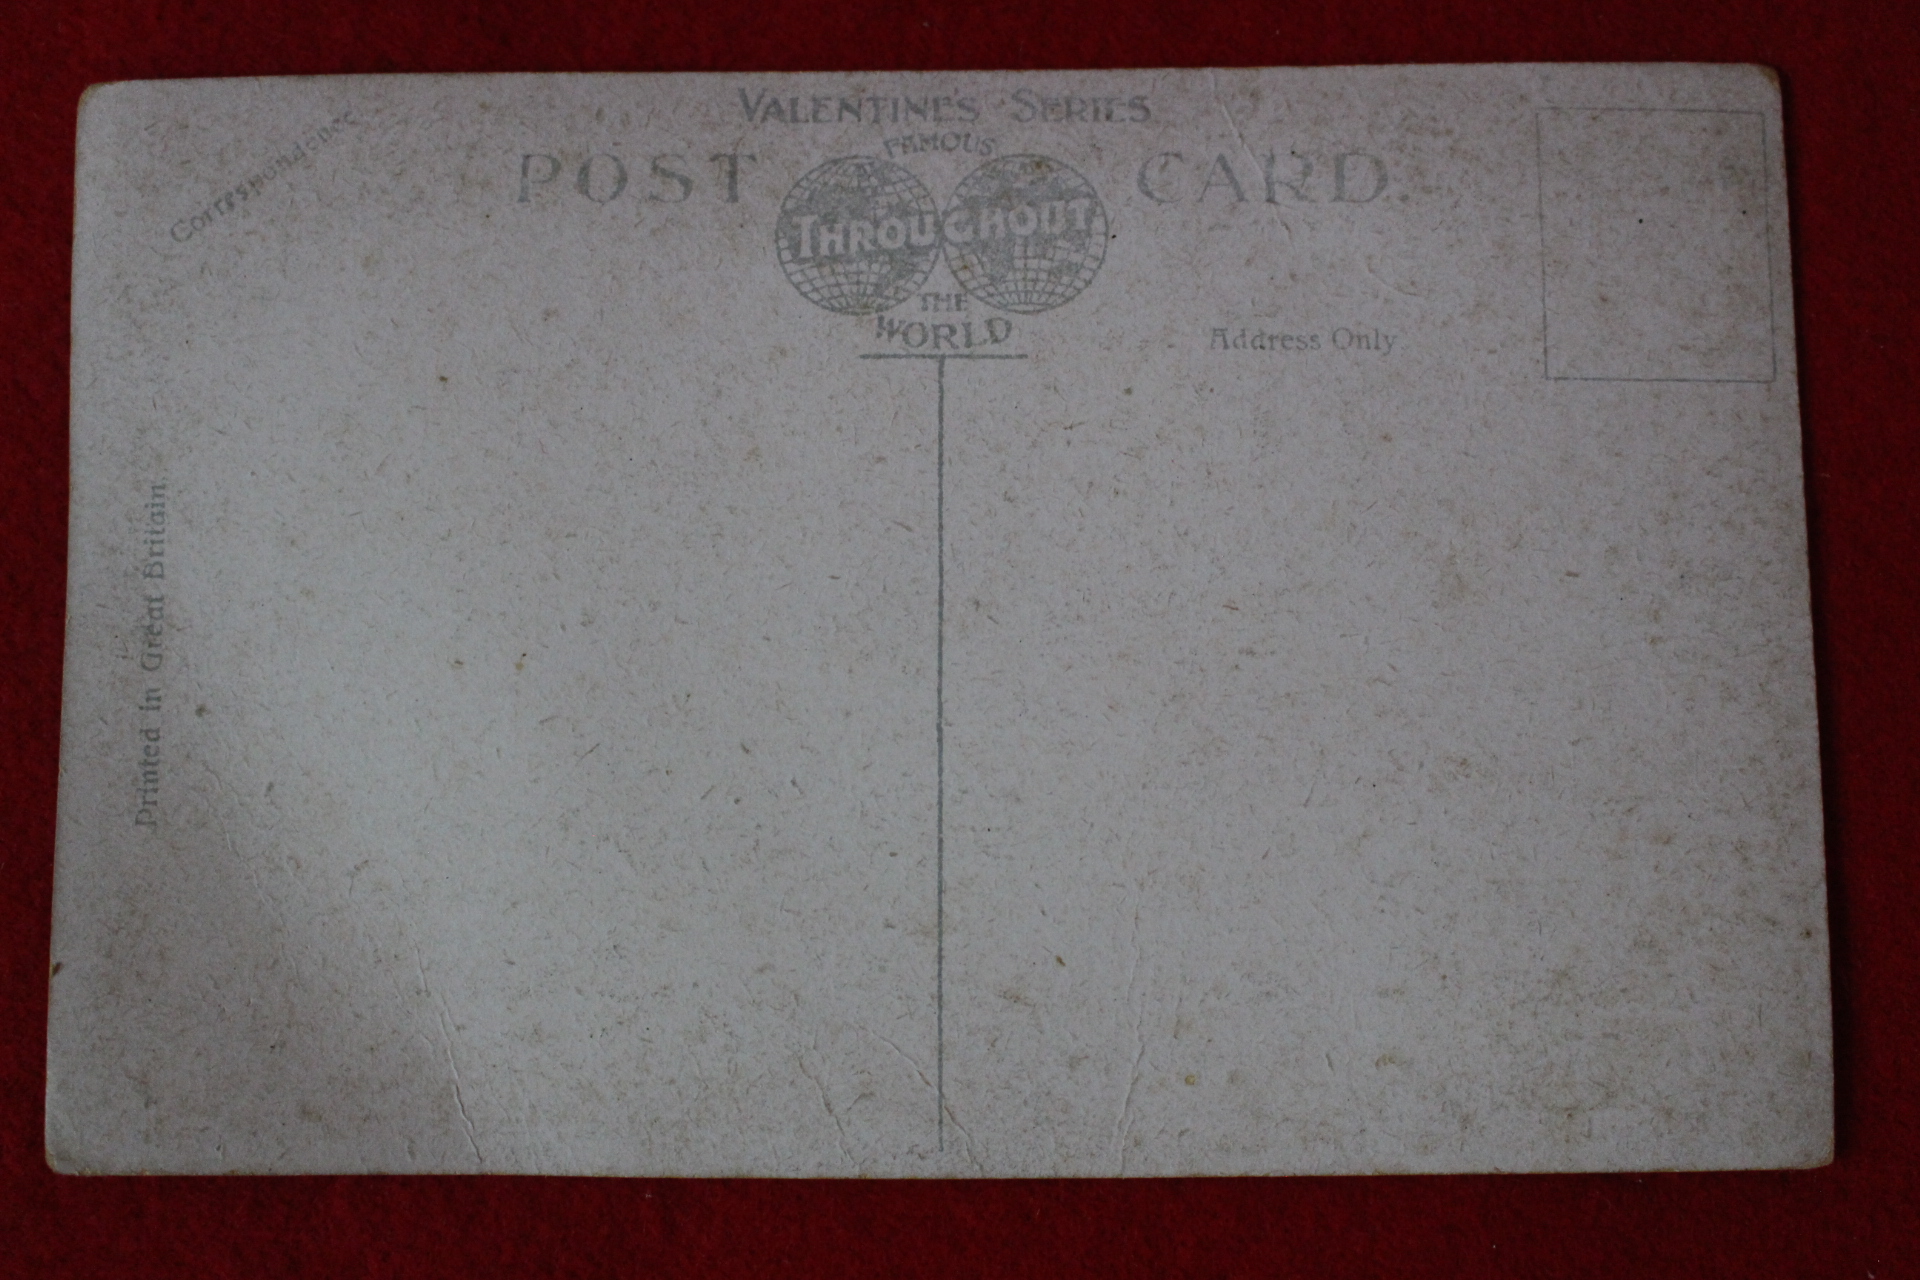 VALENTINE'S SERIES
FAMOUS
POST CARD.
THROUGHOUT
THE
WORLD
Correspondence
Address Only
Printed in Great Britain.